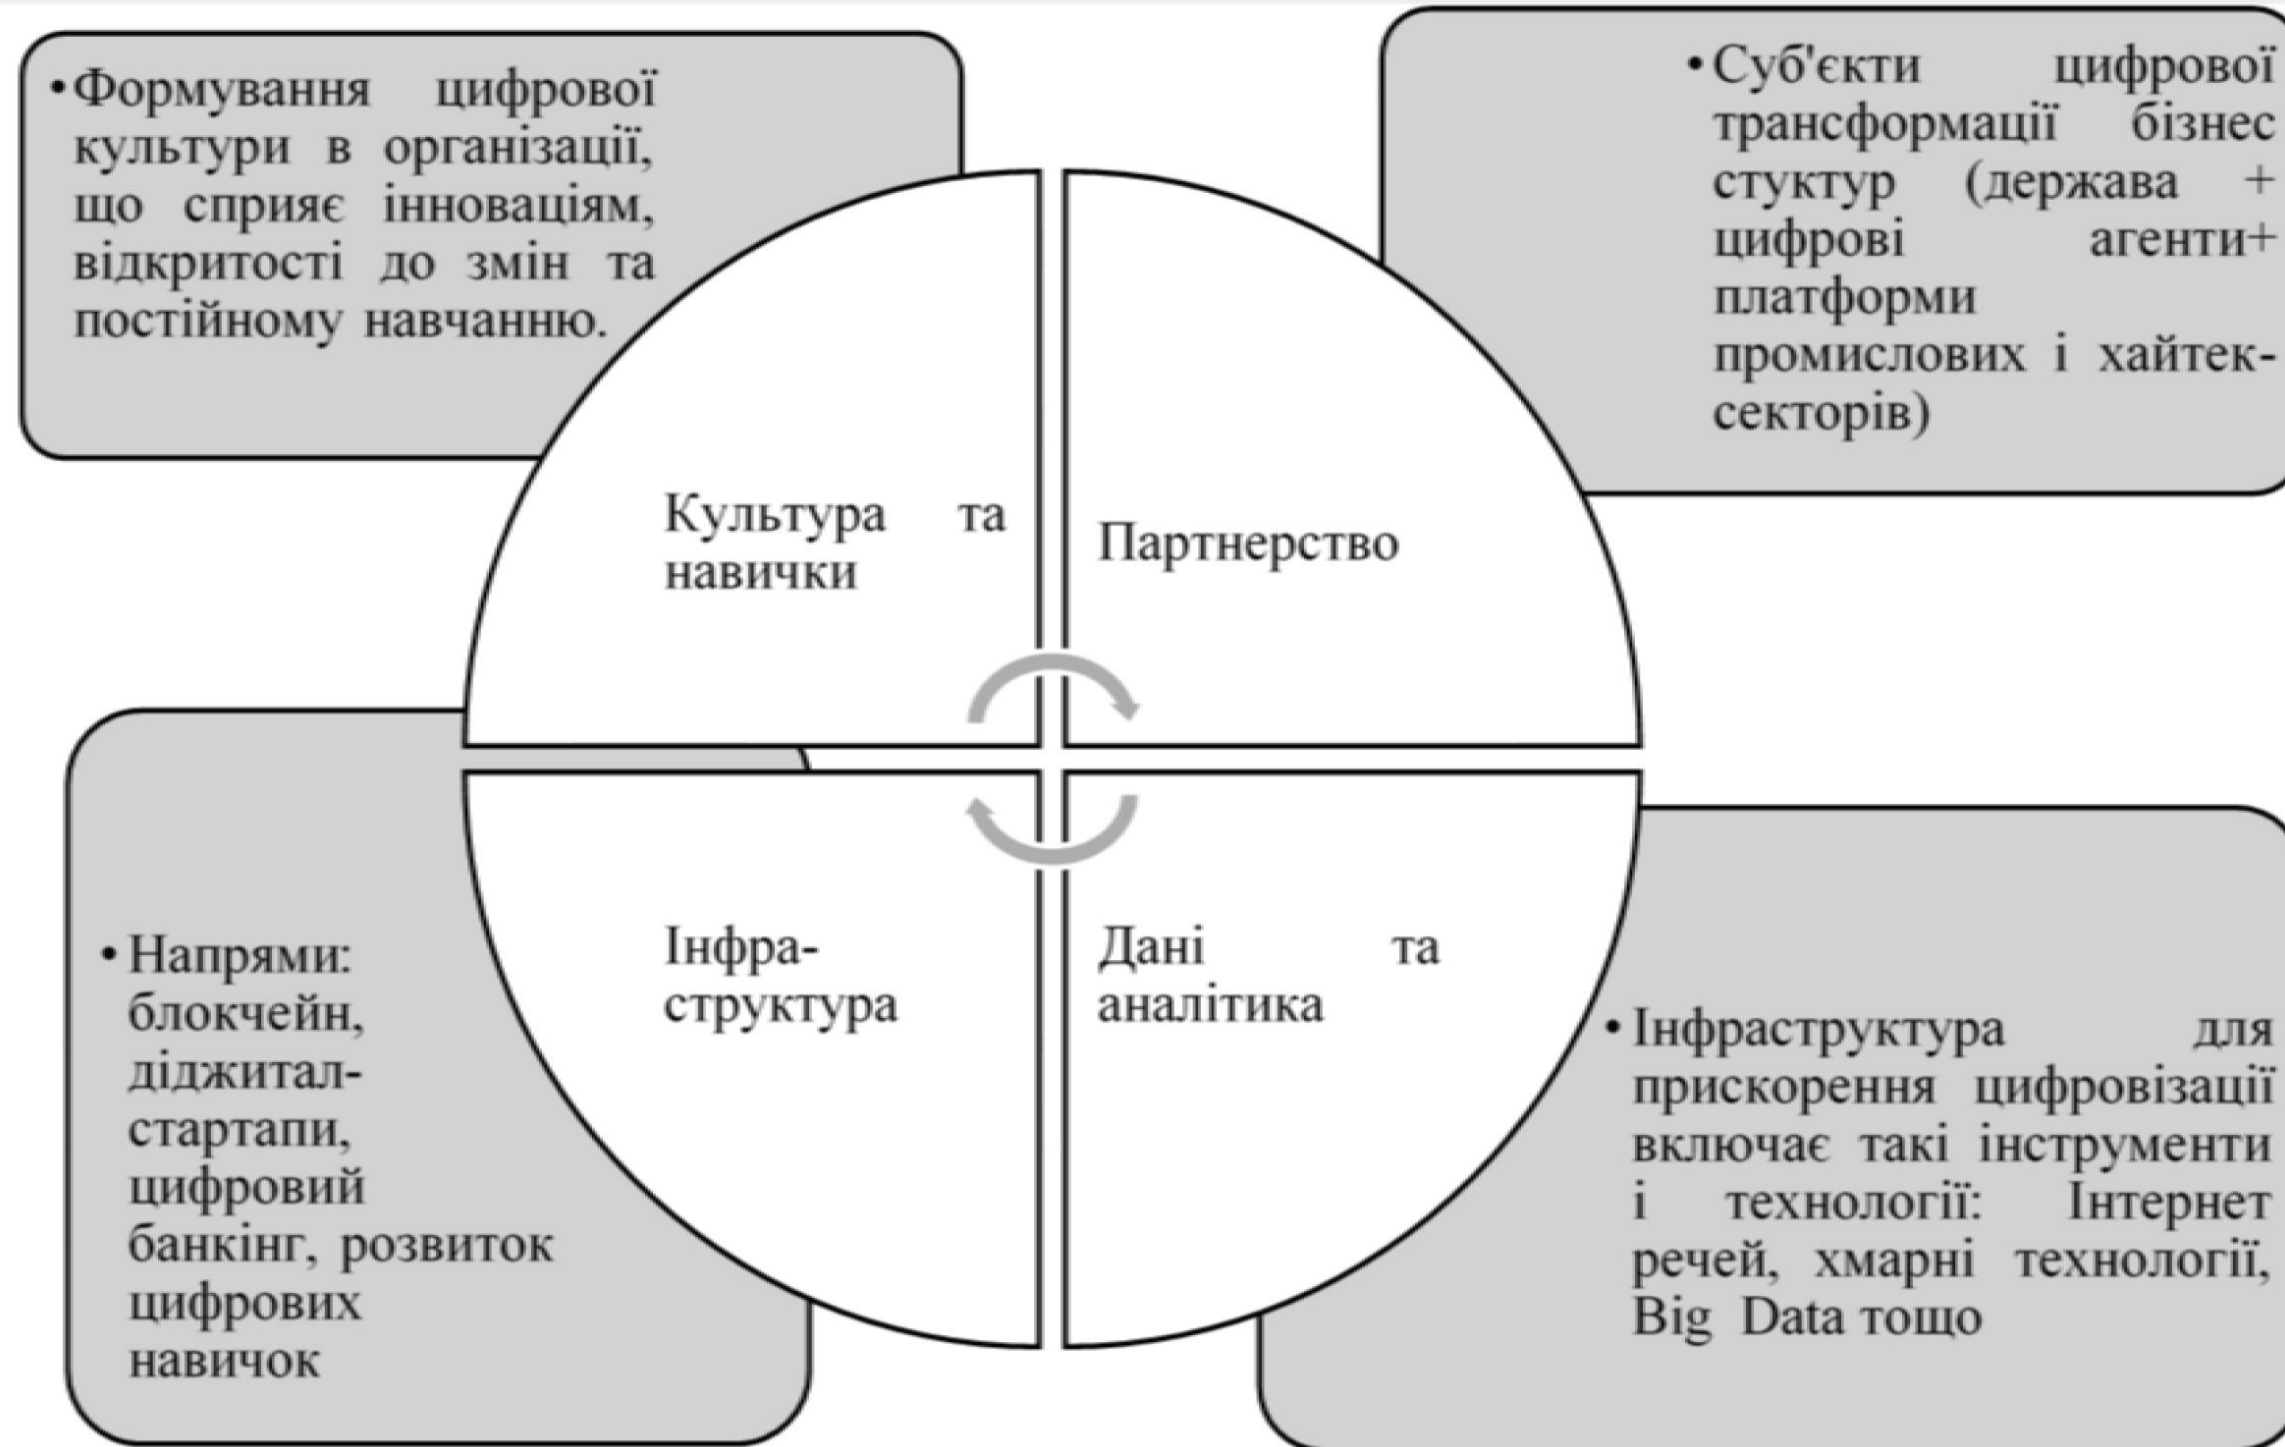 •Формування цифрової
культури в організації,
що сприяє інноваціям,
відкритості до змін та
постійному навчанню.
•Суб'єкти цифрової
трансформації бізнес
стуктур (держава +
цифрові агенти+
платформи
промислових і хайтек-
секторів)
Культура та
навички
Партнерство
Інфра-
структура
Дані та
аналітика
•Напрями:
блокчейн,
діджитал-
стартапи,
цифровий
банкінг, розвиток
цифрових
навичок
•Інфраструктура для
прискорення цифровізації
включає такі інструменти
і технології: Інтернет
речей, хмарні технології,
Big Data тощо